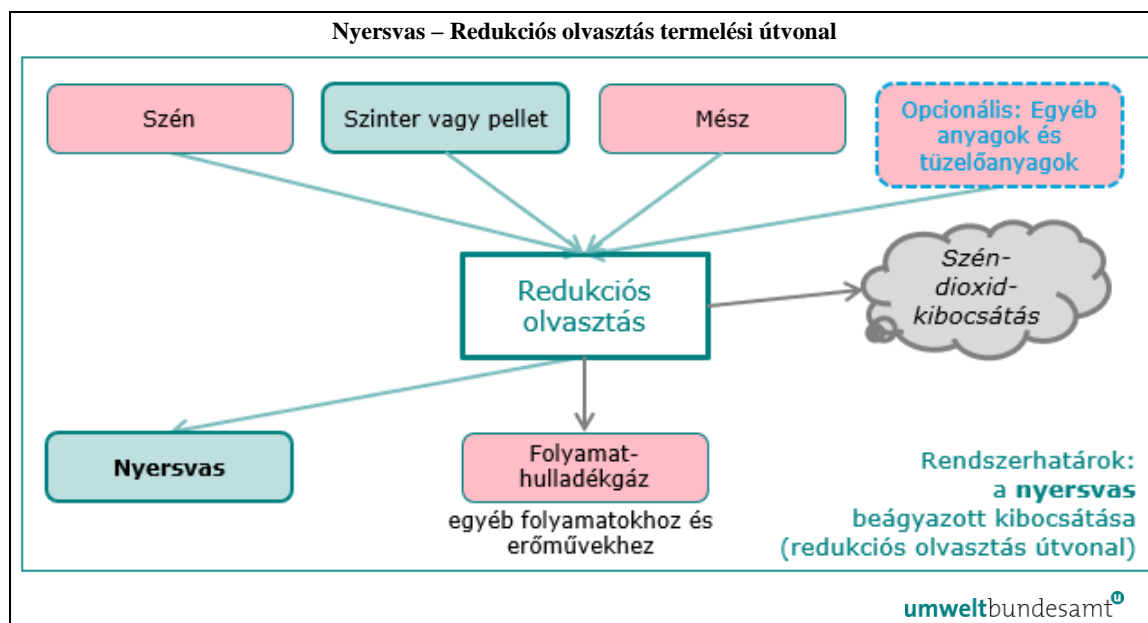 Nyersvas – Redukciós olvasztás termelési útvonal
Szén
Szinter vagy pellet
Mész
Opcionális: Egyéb
anyagok és
tüzelőanyagok
Redukciós
olvasztás
Szén-
dioxid-
kibocsátás
Nyersvas
Folyamat-
hulladékgáz
egyéb folyamatokhoz és
erőművekhez
Rendszerhatárok:
a nyersvas
beágyazott kibocsátása
(redukciós olvasztás útvonal)
umweltbundesamt